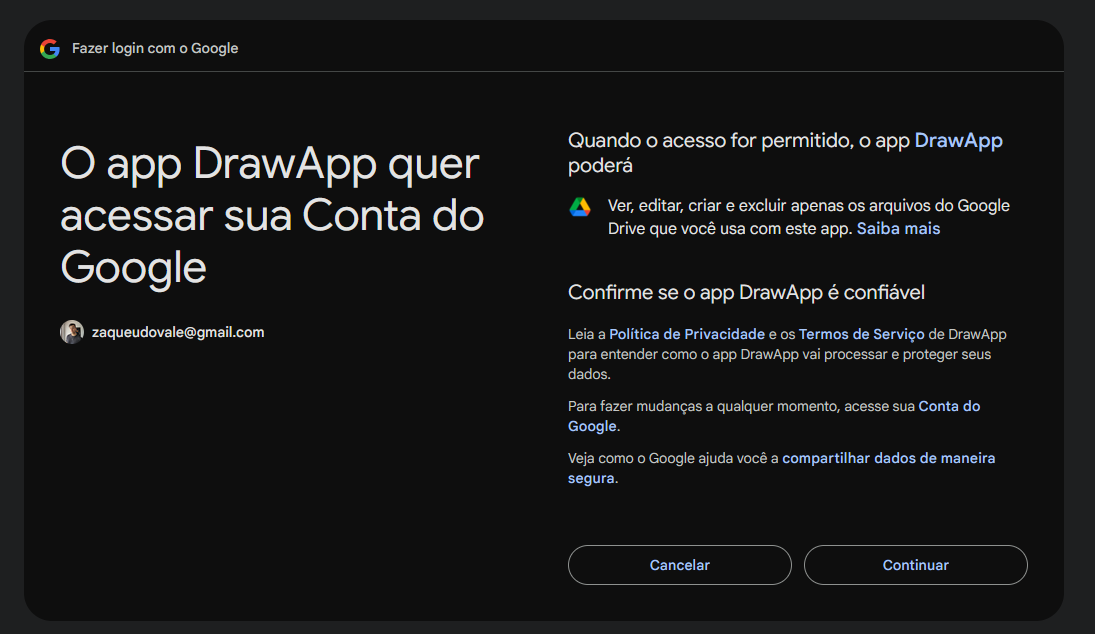 Fazer login com o Google
O app DrawApp quer
acessar sua Conta do
Google
zaqueudovale@gmail.com
Quando o acesso for permitido, o app DrawApp
poderá
Ver, editar, criar e excluir apenas os arquivos do Google
Drive que você usa com este app. Saiba mais
Confirme se o app DrawApp é confiável
Leia a Política de Privacidade e os Termos de Serviço de DrawApp
para entender como o app DrawApp vai processar e proteger seus
dados.
Para fazer mudanças a qualquer momento, acesse sua Conta do
Google.
Veja como o Google ajuda você a compartilhar dados de maneira
segura.
Cancelar
Continuar